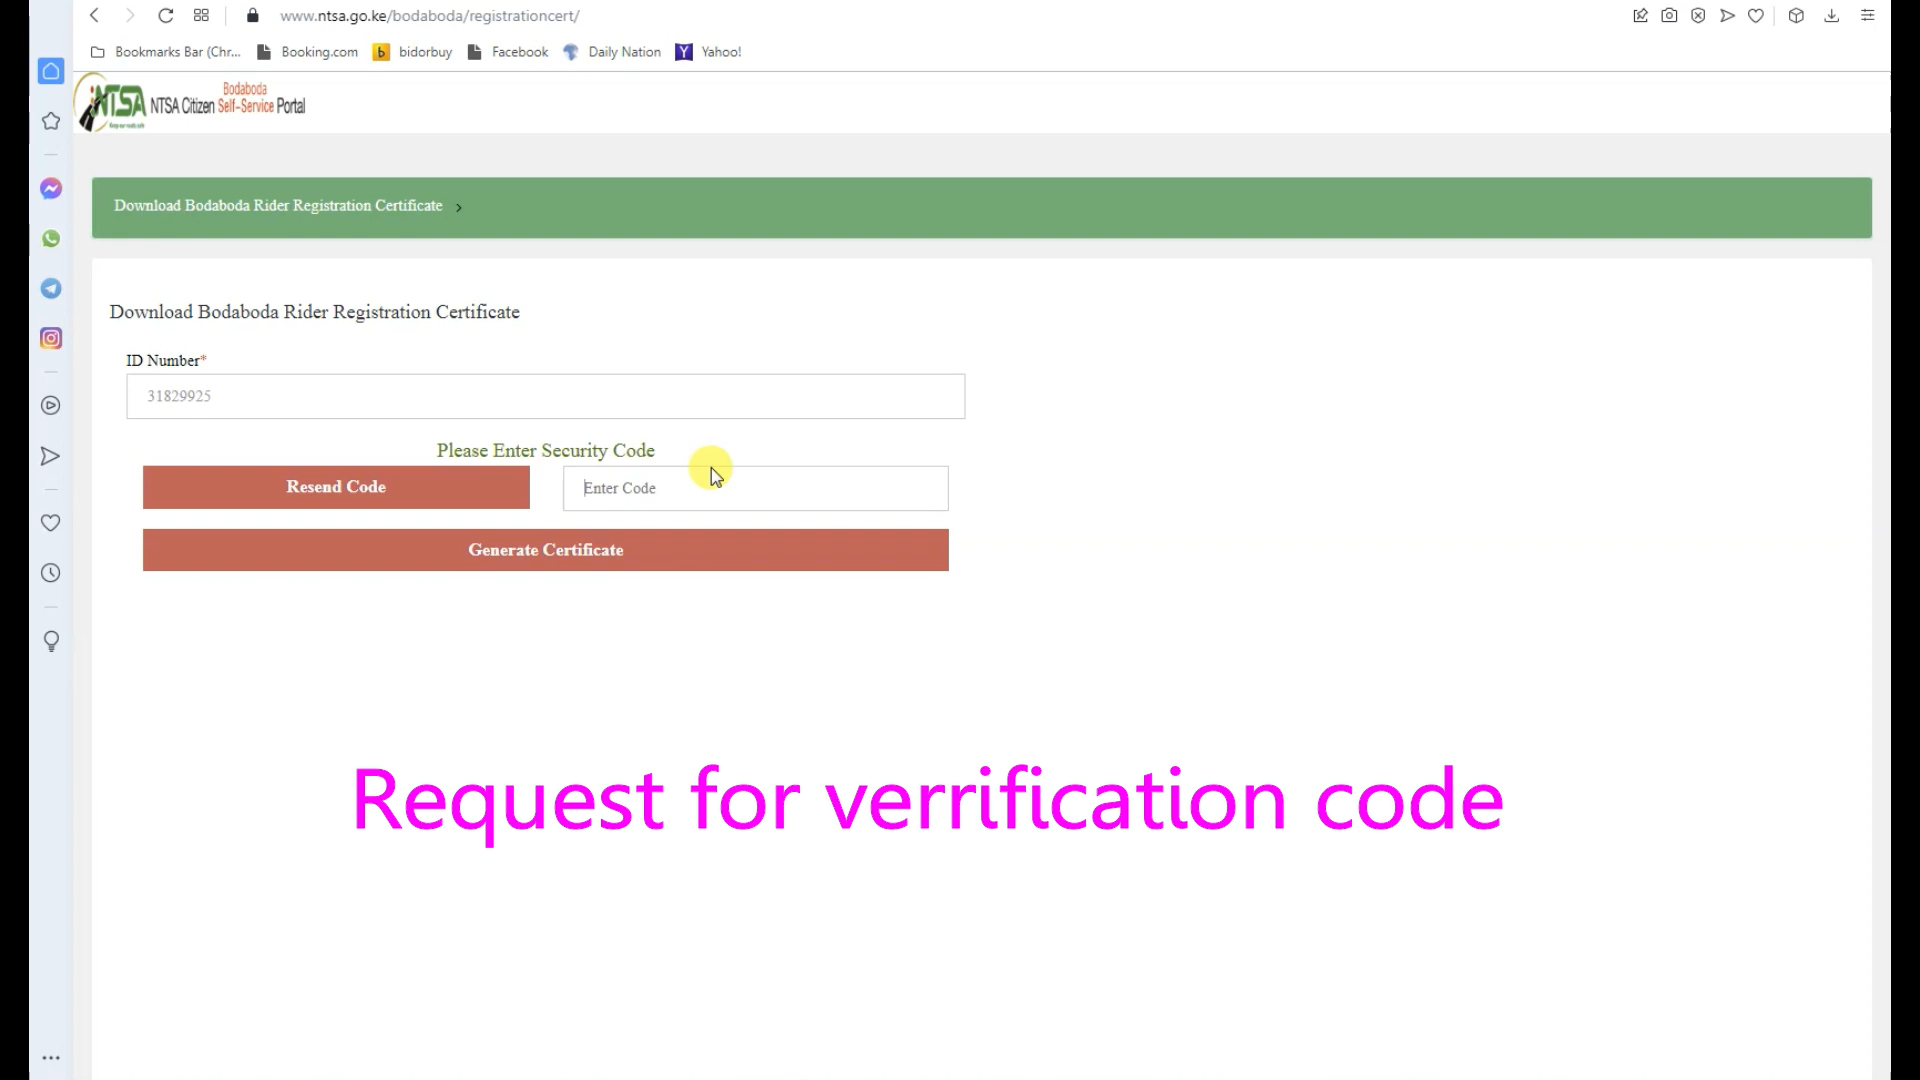 www.ntsa.go.ke/bodaboda/registrationcert/
Bookmarks Bar (Chr... Booking.com b bidorbuy Facebook Daily Nation Y Yahoo!
Bodaboda
NTSA NTSA Citizen Self-Service Portal
Download Bodaboda Rider Registration Certificate >
Download Bodaboda Rider Registration Certificate
ID Number*
31829925
Please Enter Security Code
Resend Code Enter Code
Generate Certificate
Request for verrification code